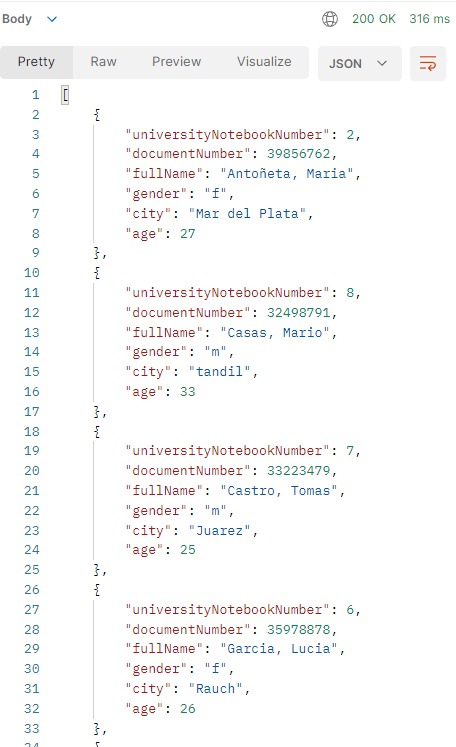 Body 200 OK 316 ms
Pretty Raw Preview Visualize JSON
1 [
2 {
3 "universityNotebookNumber": 2,
4 "documentNumber": 39856762,
5 "fullName": "Antoñeta, Maria",
6 "gender": "f",
7 "city": "Mar del Plata",
8 "age": 27
9 },
10 {
11 "universityNotebookNumber": 8,
12 "documentNumber": 32498791,
13 "fullName": "Casas, Mario",
14 "gender": "m",
15 "city": "tandil",
16 "age": 33
17 },
18 {
19 "universityNotebookNumber": 7,
20 "documentNumber": 33223479,
21 "fullName": "Castro, Tomas",
22 "gender": "m",
23 "city": "Juarez",
24 "age": 25
25 },
26 {
27 "universityNotebookNumber": 6,
28 "documentNumber": 35978878,
29 "fullName": "Garcia, Lucia",
30 "gender": "f",
31 "city": "Rauch",
32 "age": 26
33 },